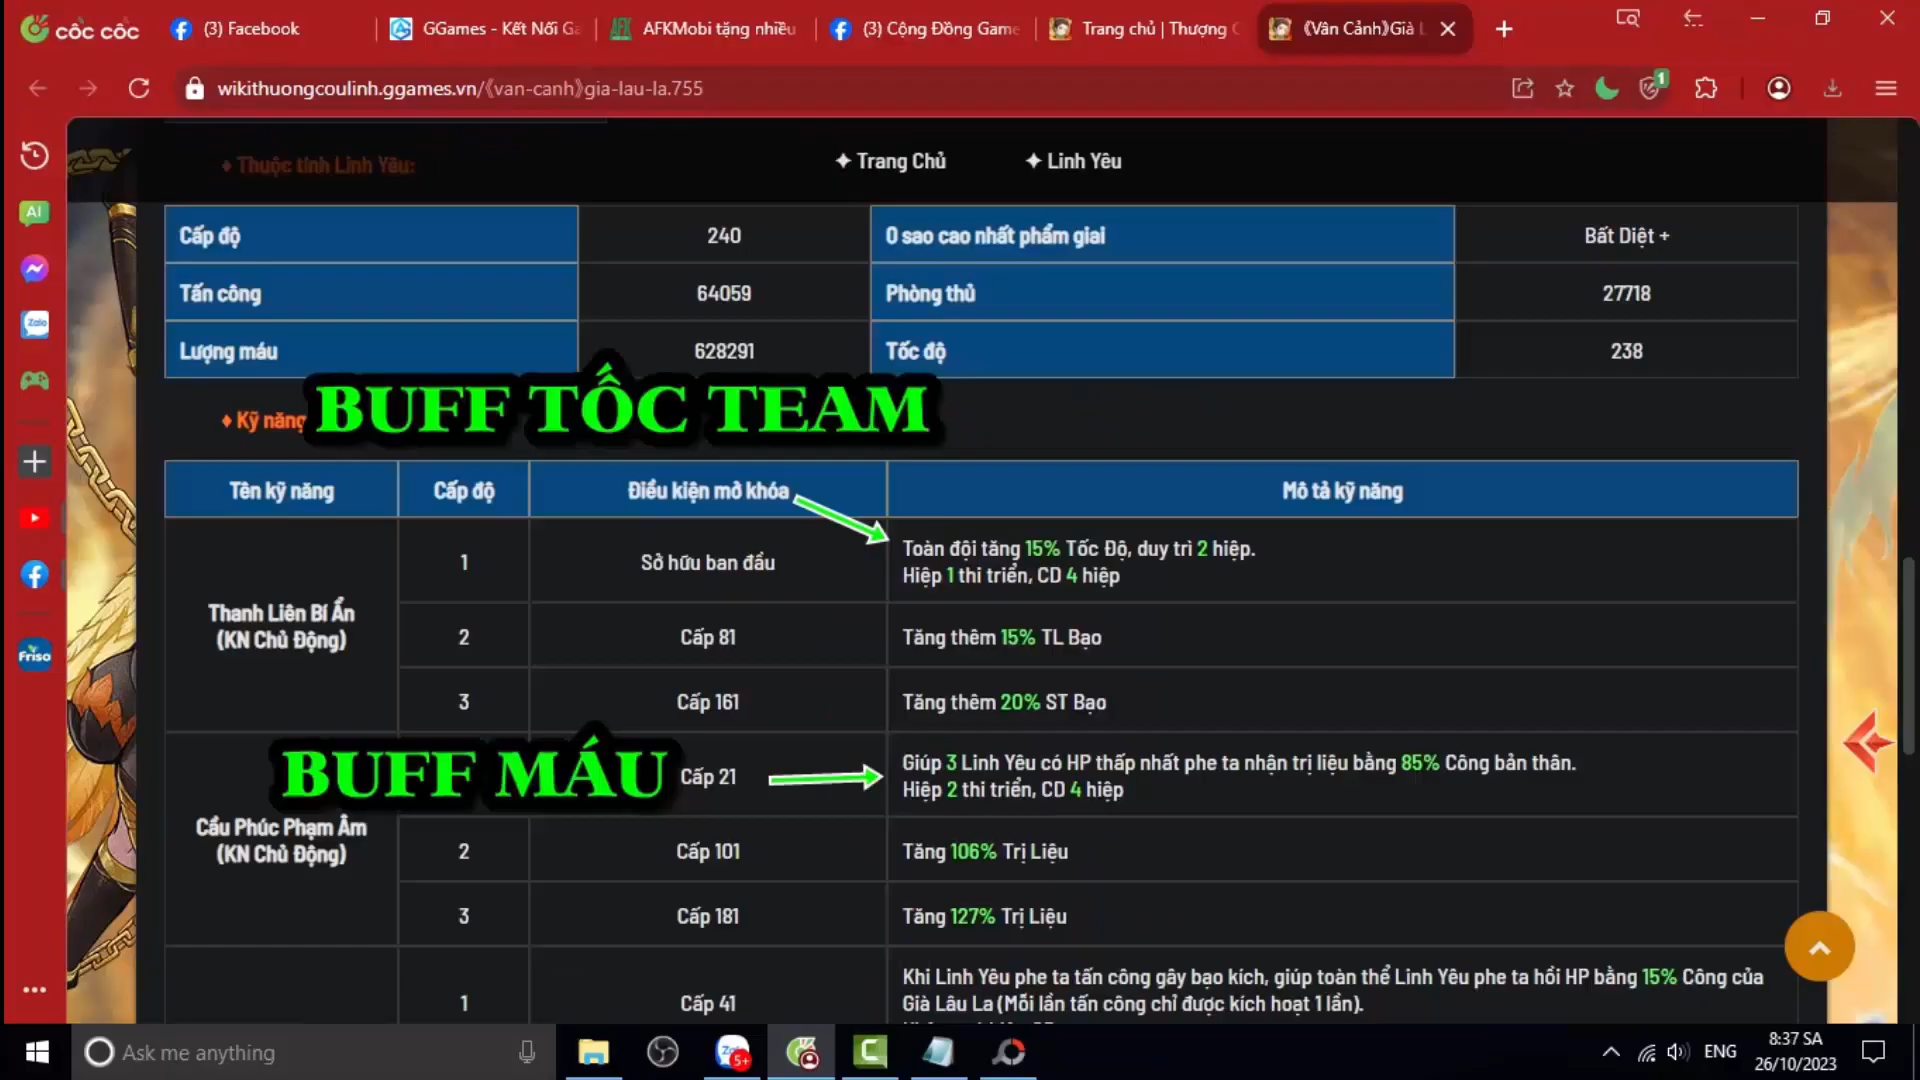 cốc cốc
(3) Facebook
GGames - Kết Nối Ga
AFKMobi tặng nhiều
(3) Cộng Đồng Game
Trang chủ | Thượng C
《Vân Cảnh》Già L
wikithuongcoulinh.ggames.vn/《van-canh》gia-lau-la.755
1
AI
Zalo
Friso
♦ Thuộc tính Linh Yêu:
✦ Trang Chủ
✦ Linh Yêu
Cấp độ 240 0 sao cao nhất phẩm giai Bất Diệt +
Tấn công 64059 Phòng thủ 27718
Lượng máu 628291 Tốc độ 238
♦ Kỹ năng
BUFF TỐC TEAM
Tên kỹ năng Cấp độ Điều kiện mở khóa Mô tả kỹ năng
Thanh Liên Bí Ẩn
(KN Chủ Động)
1 Sở hữu ban đầu Toàn đội tăng 15% Tốc Độ, duy trì 2 hiệp.
Hiệp 1 thi triển, CD 4 hiệp
2 Cấp 81 Tăng thêm 15% TL Bạo
3 Cấp 161 Tăng thêm 20% ST Bạo
BUFF MÁU
Cầu Phúc Phạm Âm
(KN Chủ Động)
Cấp 21 Giúp 3 Linh Yêu có HP thấp nhất phe ta nhận trị liệu bằng 85% Công bản thân.
Hiệp 2 thi triển, CD 4 hiệp
2 Cấp 101 Tăng 106% Trị Liệu
3 Cấp 181 Tăng 127% Trị Liệu
1 Cấp 41 Khi Linh Yêu phe ta tấn công gây bạo kích, giúp toàn thể Linh Yêu phe ta hồi HP bằng 15% Công của
Già Lâu La (Mỗi lần tấn công chỉ được kích hoạt 1 lần).
Ask me anything
5+
ENG
8:37 SA
26/10/2023